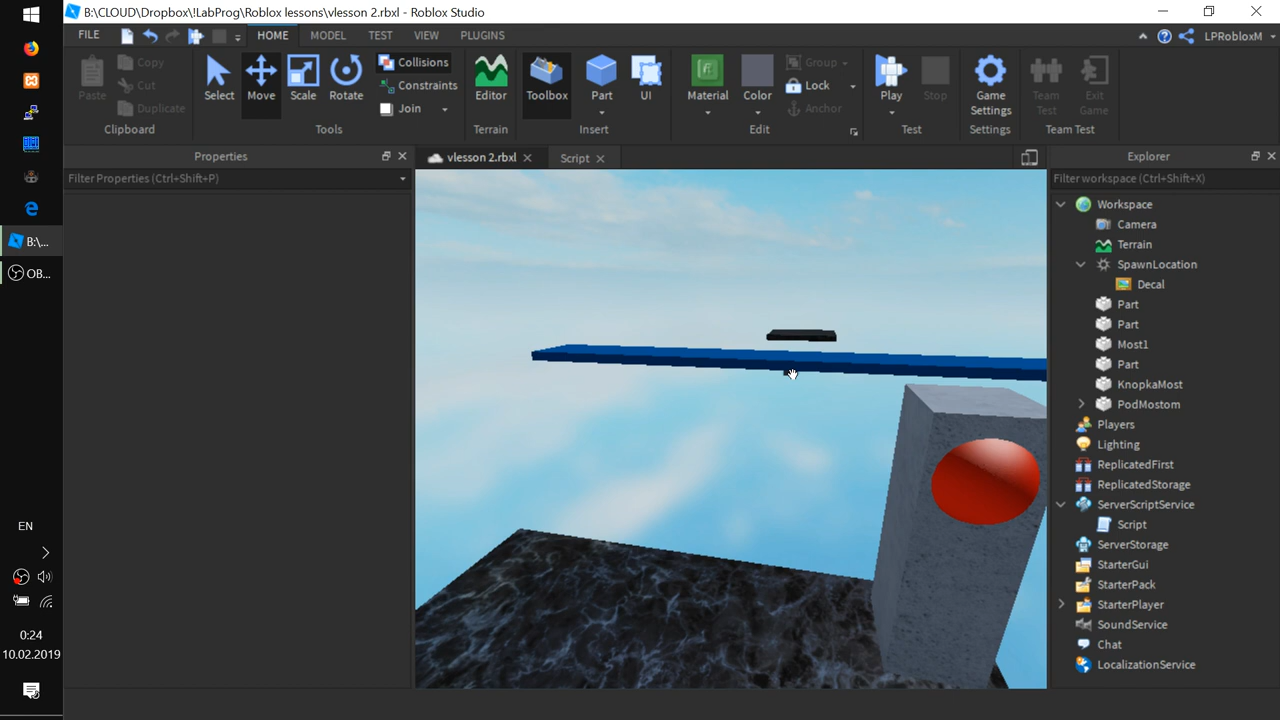 B:\CLOUD\Dropbox\!LabProg\Roblox lessons\vlesson 2.rbxl - Roblox Studio
FILE
HOME
MODEL
TEST
VIEW
PLUGINS
LPRobloxM
Paste
Copy
Cut
Duplicate
Clipboard
Select
Move
Scale
Rotate
Collisions
Constraints
Join
Tools
Editor
Terrain
Toolbox
Part
UI
Insert
Material
Color
Group
Lock
Anchor
Edit
Play
Stop
Test
Game
Settings
Settings
Team
Test
Exit
Game
Team Test
Properties
Filter Properties (Ctrl+Shift+P)
vlesson 2.rbxl
Script
Explorer
Filter workspace (Ctrl+Shift+X)
Workspace
Camera
Terrain
SpawnLocation
Decal
Part
Part
Most1
Part
KnopkaMost
PodMostom
Players
Lighting
ReplicatedFirst
ReplicatedStorage
ServerScriptService
Script
ServerStorage
StarterGui
StarterPack
StarterPlayer
SoundService
Chat
LocalizationService
B:\...
OB...
EN
0:24
10.02.2019